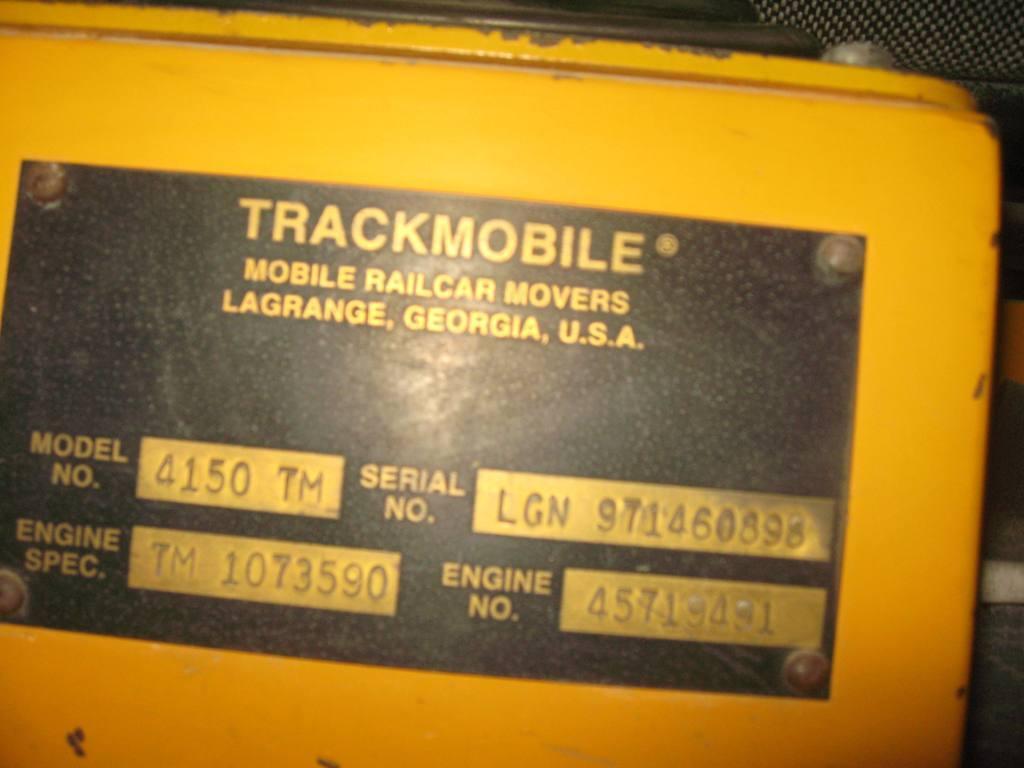 TRACKMOBILE®
MOBILE RAILCAR MOVERS
LAGRANGE, GEORGIA, U.S.A.
MODEL NO. 4150 TM
SERIAL NO. LGN 971460898
ENGINE SPEC. TM 1073590
ENGINE NO. 45719491